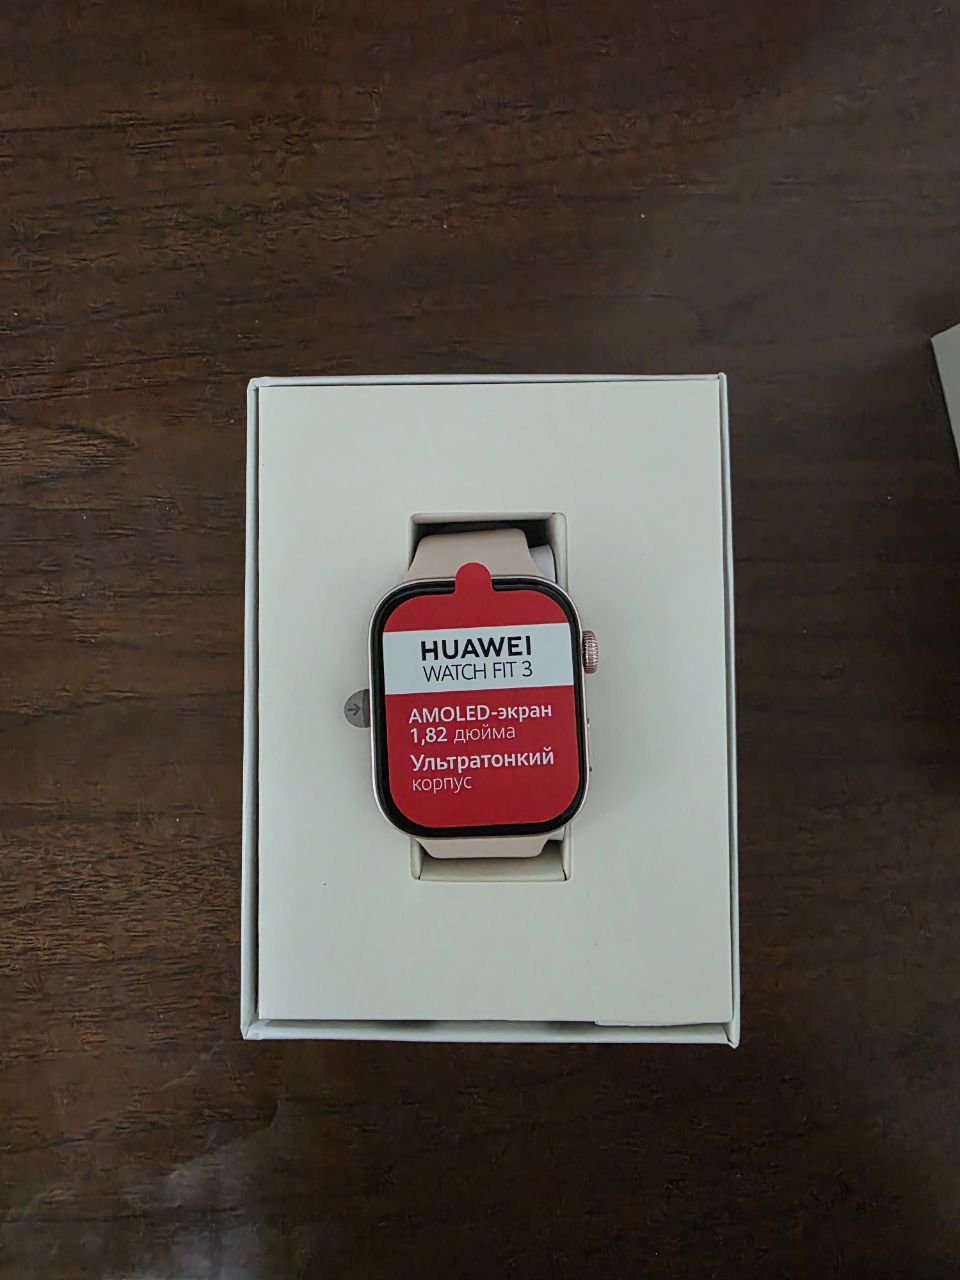 HUAWEI
WATCH FIT 3
AMOLED-экран
1,82 дюйма
Ультратонкий
корпус